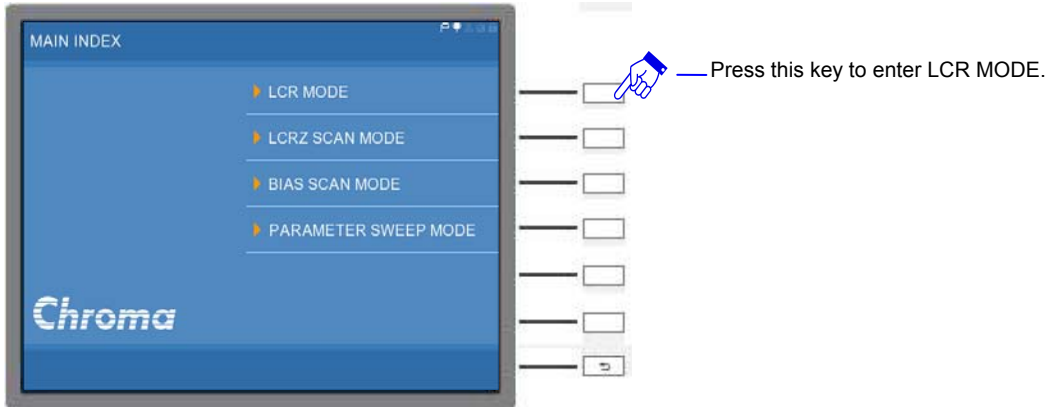 MAIN INDEX
LCR MODE
Press this key to enter LCR MODE.
LCRZ SCAN MODE
BIAS SCAN MODE
PARAMETER SWEEP MODE
Chroma